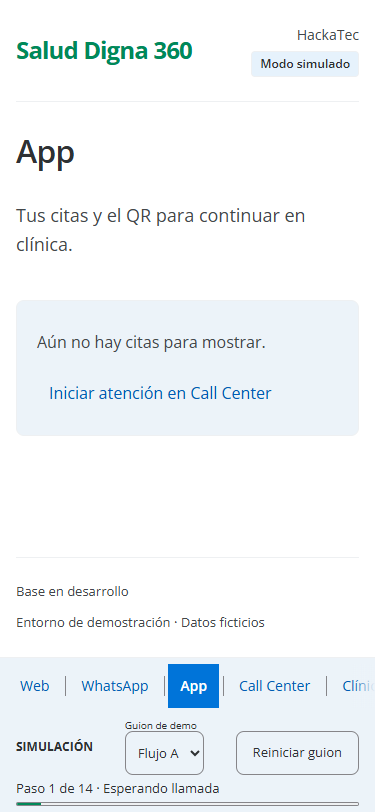 Salud Digna 360
HackaTec
Modo simulado
App
Tus citas y el QR para continuar en
clínica.
Aún no hay citas para mostrar.
Iniciar atención en Call Center
Base en desarrollo
Entorno de demostración · Datos ficticios
Web
WhatsApp
App
Call Center
Clíni
Guion de demo
SIMULACIÓN
Flujo A
Reiniciar guion
Paso 1 de 14 · Esperando llamada